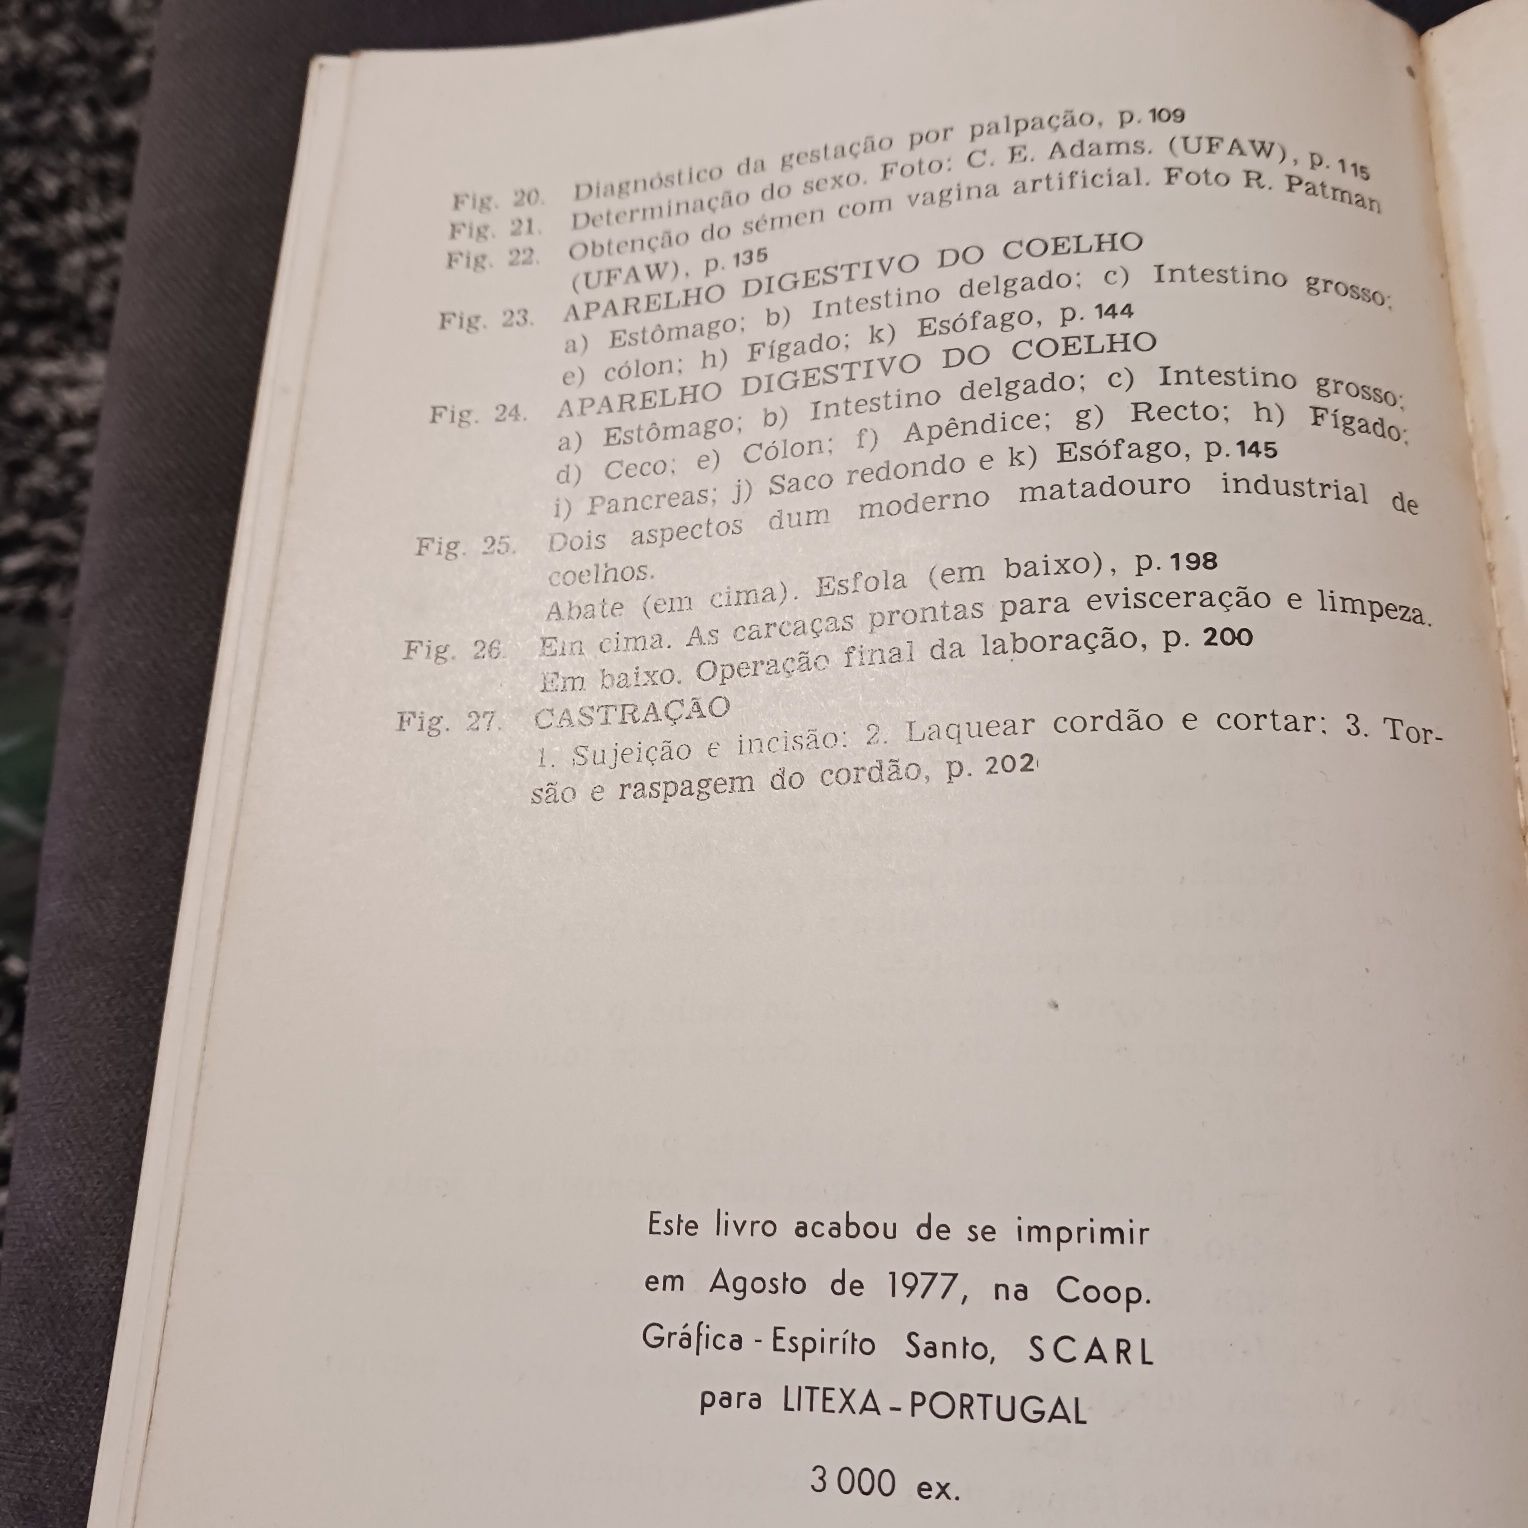 Fig. 20. Diagnóstico da gestação por palpação, p. 109
Fig. 21. Determinação do sexo. Foto: C. E. Adams. (UFAW), p. 115
Fig. 22. Obtenção do sémen com vagina artificial. Foto R. Patman
(UFAW), p. 135
Fig. 23. APARELHO DIGESTIVO DO COELHO
a) Estômago; b) Intestino delgado; c) Intestino grosso;
e) cólon; h) Fígado; k) Esófago, p. 144
Fig. 24. APARELHO DIGESTIVO DO COELHO
a) Estômago; b) Intestino delgado; c) Intestino grosso;
d) Ceco; e) Cólon; f) Apêndice; g) Recto; h) Fígado;
i) Pancreas; j) Saco redondo e k) Esófago, p. 145
Fig. 25. Dois aspectos dum moderno matadouro industrial de
coelhos.
Abate (em cima). Esfola (em baixo), p. 198
Fig. 26. Em cima. As carcaças prontas para evisceração e limpeza.
Em baixo. Operação final da laboração, p. 200
Fig. 27. CASTRAÇÃO
1. Sujeição e incisão; 2. Laquear cordão e cortar; 3. Tor-
são e raspagem do cordão, p. 202
Este livro acabou de se imprimir
em Agosto de 1977, na Coop.
Gráfica - Espiríto Santo, SCARL
para LITEXA - PORTUGAL
3 000 ex.